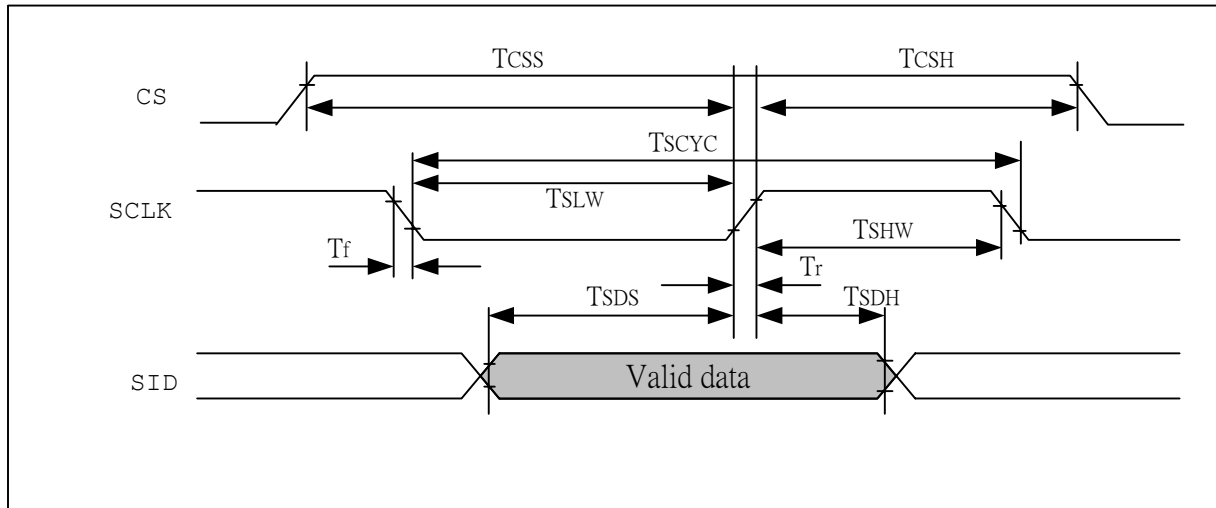 TCSS
TCSH
CS
TSCYC
TSLW
SCLK
TSHW
Tf
Tr
TSDS
TSDH
SID
Valid data